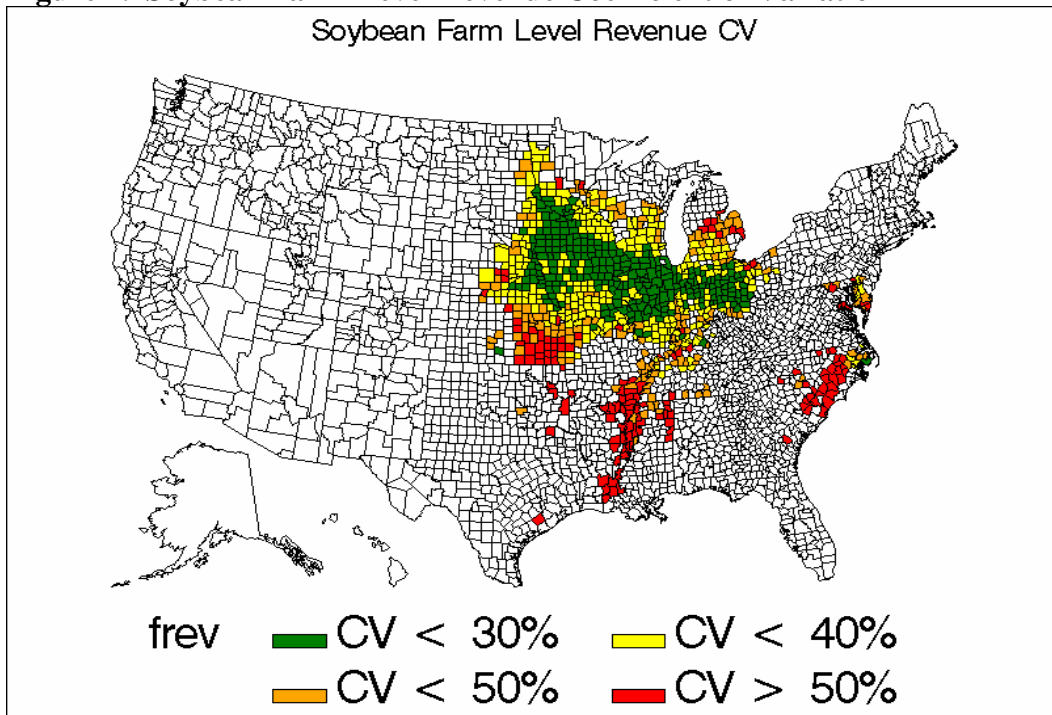 Soybean Farm Level Revenue CV
frev CV < 30% CV < 40%
CV < 50% CV > 50%